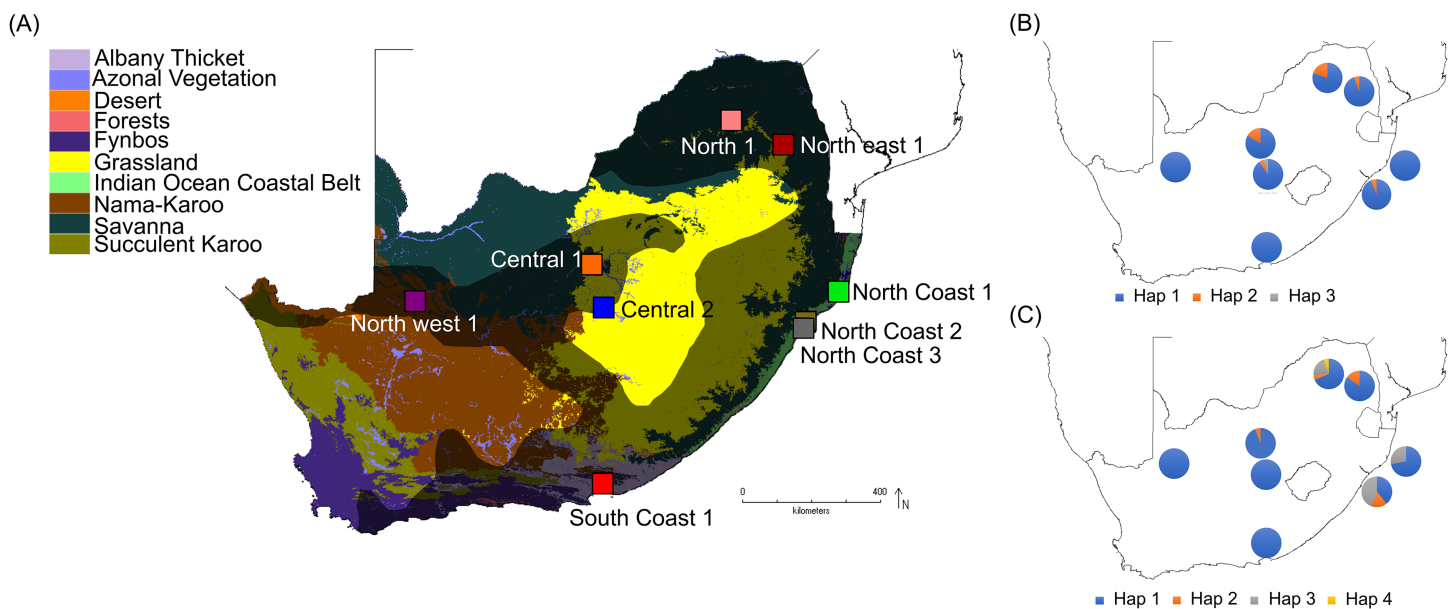 (A)
Albany Thicket
Azonal Vegetation
Desert
Forests
Fynbos
Grassland
Indian Ocean Coastal Belt
Nama-Karoo
Savanna
Succulent Karoo
North 1
North east 1
Central 1
North Coast 1
North west 1
Central 2
North Coast 2
North Coast 3
South Coast 1
0 400
kilometers
N
(B)
Hap 1 Hap 2 Hap 3
(C)
Hap 1 Hap 2 Hap 3 Hap 4